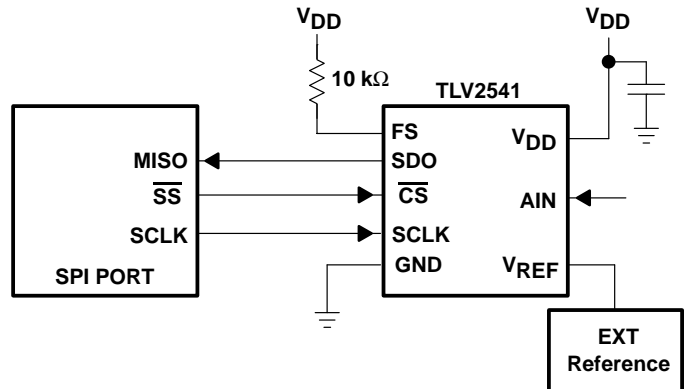 VDD
VDD
10 kΩ
TLV2541
FS
VDD
MISO
SDO
SS
CS
AIN
SCLK
SCLK
GND
VREF
SPI PORT
EXT
Reference